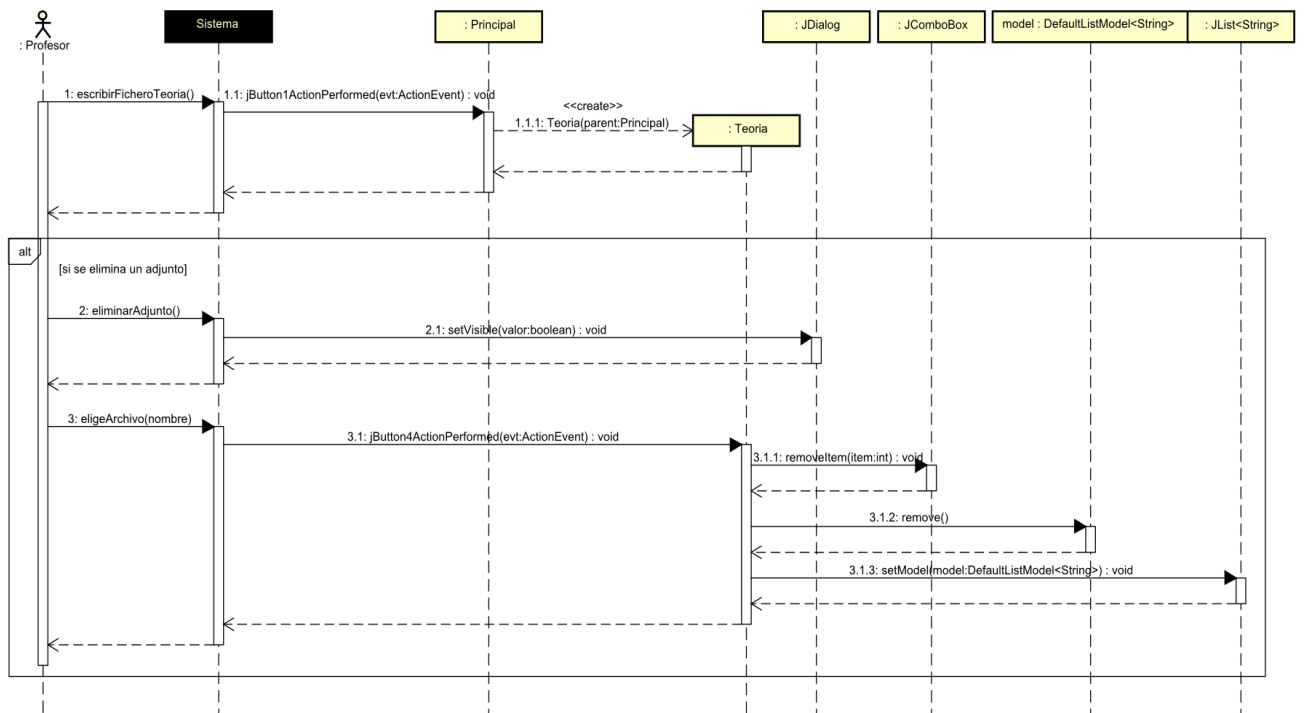 : Profesor
Sistema
: Principal
: JDialog
: JComboBox
model : DefaultListModel<String>
: JList<String>
1: escribirFicheroTeoria()
1.1: jButton1ActionPerformed(evt:ActionEvent) : void
<<create>>
1.1.1: Teoria(parent:Principal)
: Teoria
alt
[si se elimina un adjunto]
2: eliminarAdjunto()
2.1: setVisible(valor:boolean) : void
3: eligeArchivo(nombre)
3.1: jButton4ActionPerformed(evt:ActionEvent) : void
3.1.1: removeItem(item:int) : void
3.1.2: remove()
3.1.3: setModel(model:DefaultListModel<String>) : void